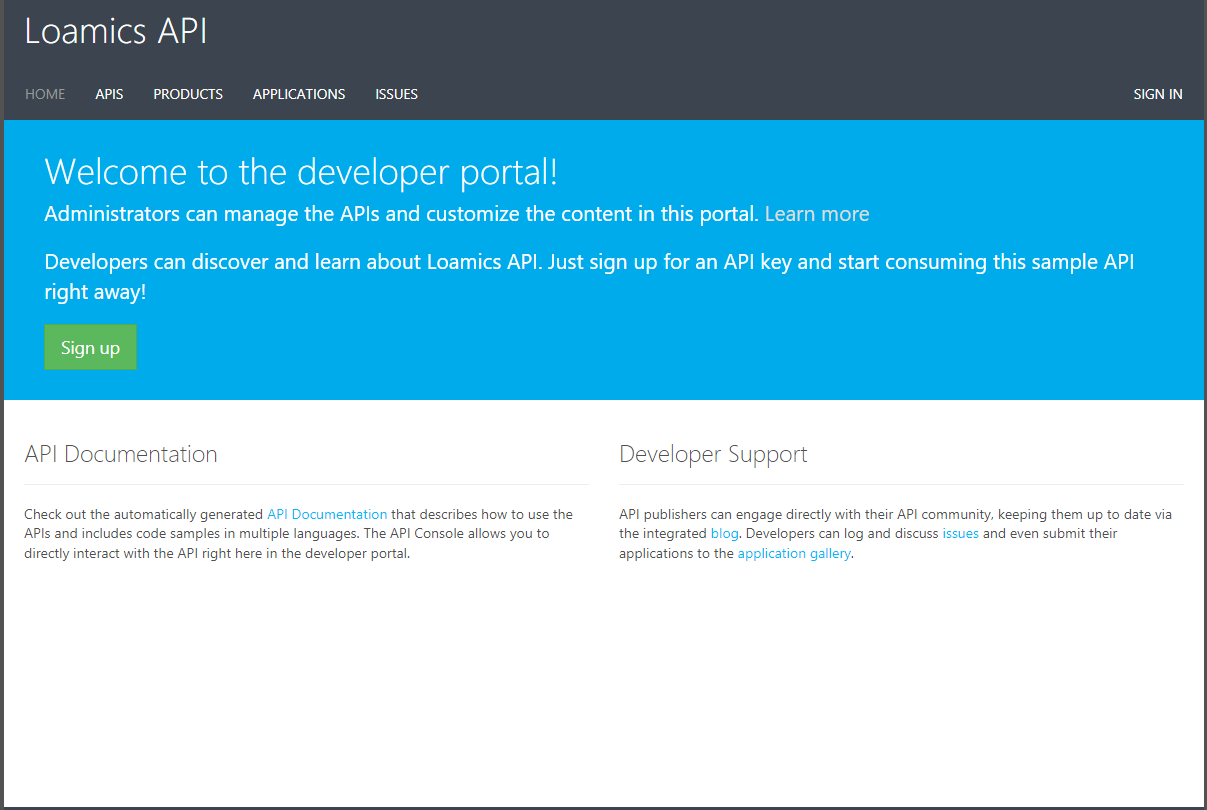 Loamics API
HOME APIS PRODUCTS APPLICATIONS ISSUES SIGN IN
Welcome to the developer portal!
Administrators can manage the APIs and customize the content in this portal. Learn more
Developers can discover and learn about Loamics API. Just sign up for an API key and start consuming this sample API
right away!
Sign up
API Documentation
Check out the automatically generated API Documentation that describes how to use the
APIs and includes code samples in multiple languages. The API Console allows you to
directly interact with the API right here in the developer portal.
Developer Support
API publishers can engage directly with their API community, keeping them up to date via
the integrated blog. Developers can log and discuss issues and even submit their
applications to the application gallery.